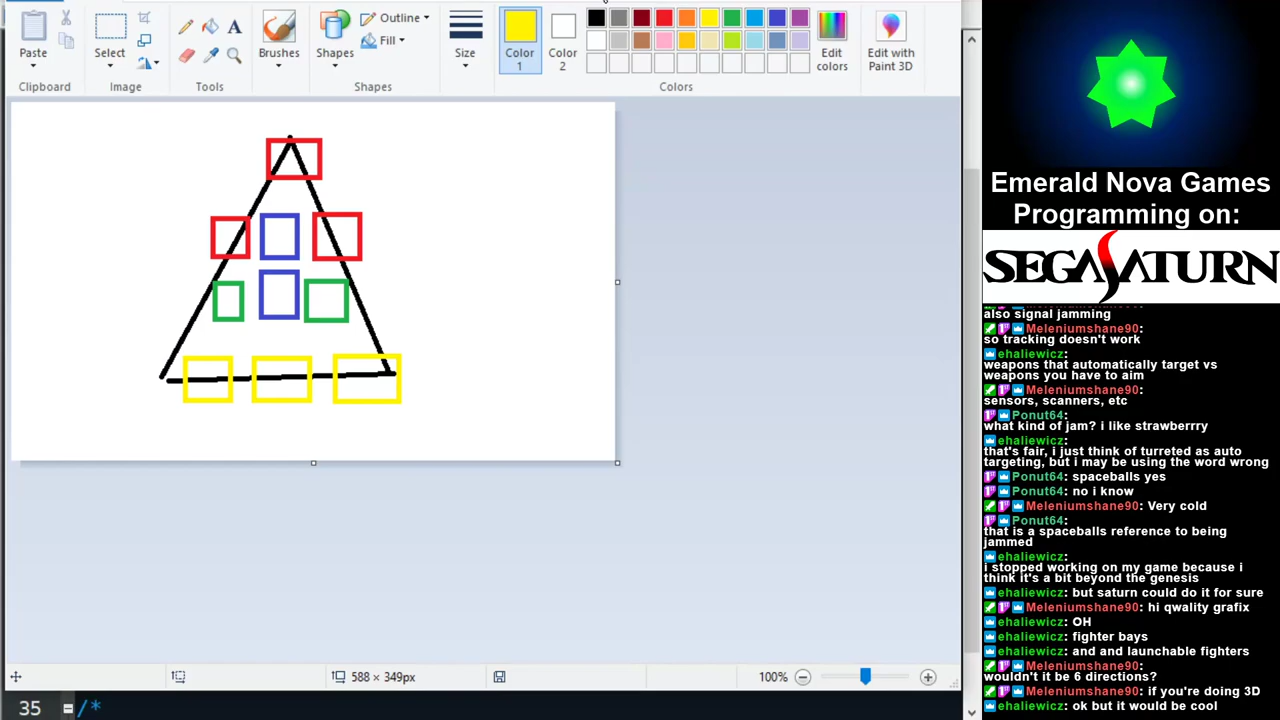 Paste
Clipboard
Select
Image
A
Tools
Brushes
Shapes
Outline
Fill
Shapes
Size
Color
1
Color
2
Edit
colors
Colors
Edit with
Paint 3D
588 × 349px
100%
35 /*
Emerald Nova Games
Programming on:
SEGA SATURN
also signal jamming
Meleniumshane90:
so tracking doesn't work
ehaliewicz:
weapons that automatically target vs
weapons you have to aim
Meleniumshane90:
sensors, scanners, etc
Ponut64:
what kind of jam? i like strawberrry
ehaliewicz:
that's fair, i just think of turreted as auto
targeting, but i may be using the word wrong
Ponut64: spaceballs yes
Ponut64: no i know
Meleniumshane90: Very cold
Ponut64:
that is a spaceballs reference to being
jammed
ehaliewicz:
i stopped working on my game because i
think it's a bit beyond the genesis
ehaliewicz: but saturn could do it for sure
Meleniumshane90: hi qwality grafix
ehaliewicz: OH
ehaliewicz: fighter bays
ehaliewicz: and and launchable fighters
Meleniumshane90:
wouldn't it be 6 directions?
Meleniumshane90: if you're doing 3D
ehaliewicz: ok but it would be cool